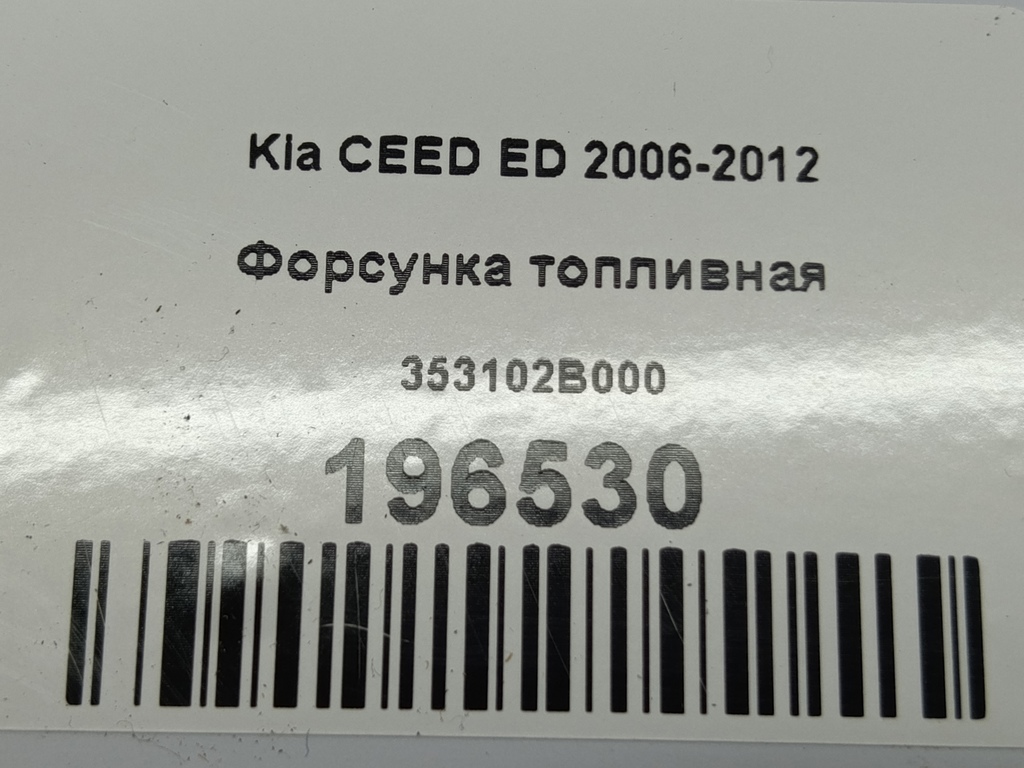 Kia CEED ED 2006-2012
Форсунка топливная
353102B000
196530